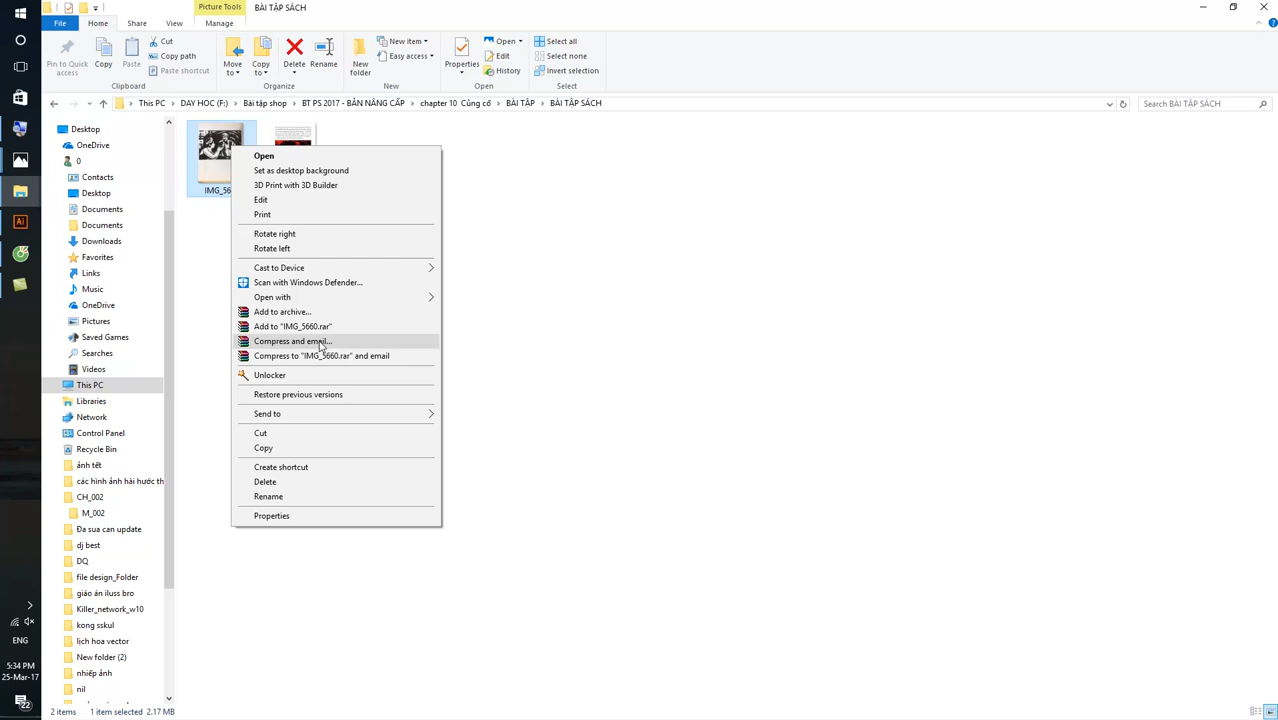 Picture Tools
BÀI TẬP SÁCH
File
Home
Share
View
Manage
Pin to Quick access
Copy
Paste
Cut
Copy path
Paste shortcut
Clipboard
Move to
Copy to
Delete
Rename
Organize
New folder
New item
Easy access
New
Properties
Open
Edit
History
Open
Select all
Select none
Invert selection
Select
This PC
DAY HOC (F:)
Bài tập shop
BT PS 2017 - BẢN NÂNG CẤP
chapter 10 Củng cố
BÀI TẬP
BÀI TẬP SÁCH
Search BÀI TẬP SÁCH
Desktop
OneDrive
0
Contacts
Desktop
Documents
Documents
Downloads
Favorites
Links
Music
OneDrive
Pictures
Saved Games
Searches
Videos
This PC
Libraries
Network
Control Panel
Recycle Bin
ảnh tết
các hình ảnh hài hước th
CH_002
M_002
Đa sua can update
dj best
DQ
file design_Folder
giáo án iluss bro
Killer_network_w10
kong sskul
lịch hoa vector
New folder (2)
nhiếp ảnh
nil
IMG_56
Open
Set as desktop background
3D Print with 3D Builder
Edit
Print
Rotate right
Rotate left
Cast to Device
Scan with Windows Defender...
Open with
Add to archive...
Add to "IMG_5660.rar"
Compress and email...
Compress to "IMG_5660.rar" and email
Unlocker
Restore previous versions
Send to
Cut
Copy
Create shortcut
Delete
Rename
Properties
Ai
ENG
5:34 PM
25-Mar-17
22
2 items
1 item selected 2.17 MB